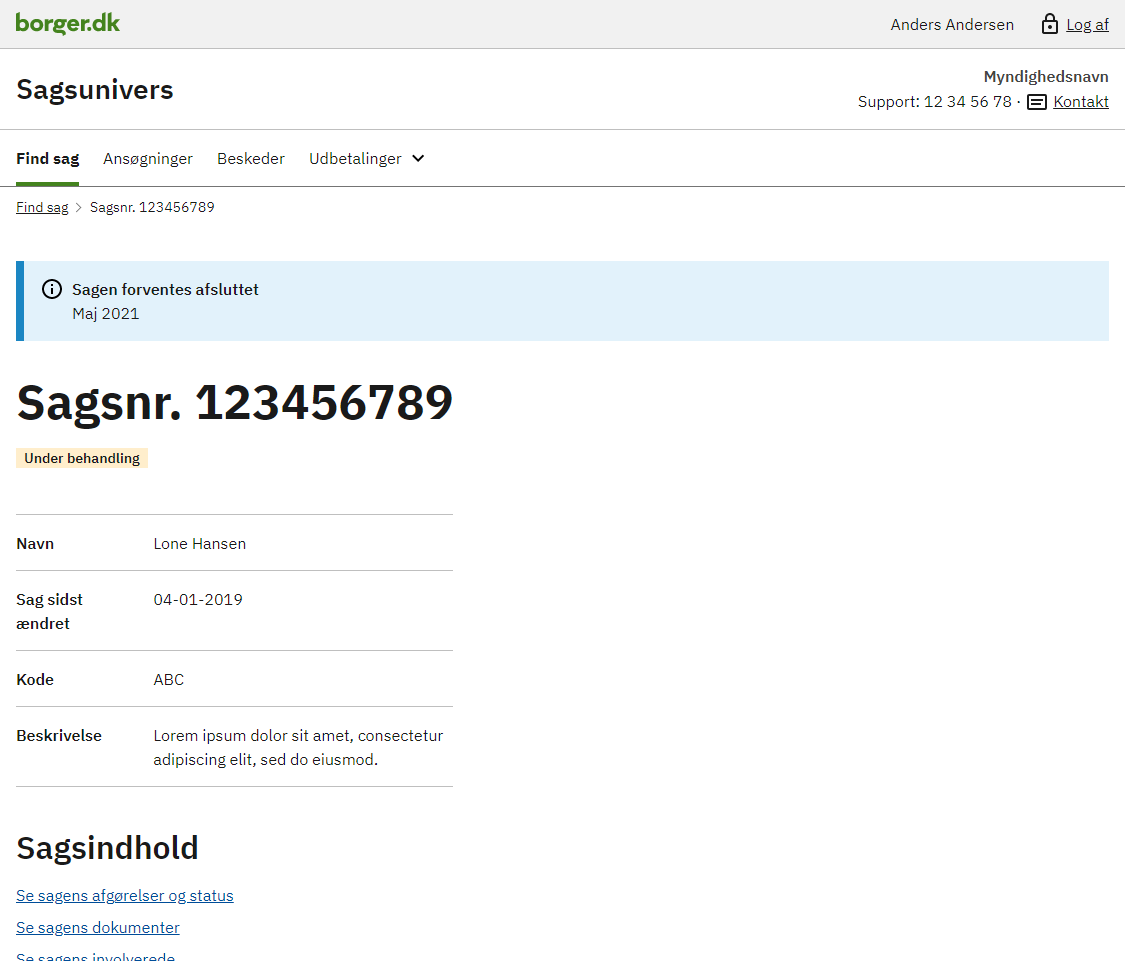 borger.dk
Anders Andersen
Log af
Sagsunivers
Myndighedsnavn
Support: 12 34 56 78 · Kontakt
Find sag
Ansøgninger
Beskeder
Udbetalinger
Find sag
Sagsnr. 123456789
Sagen forventes afsluttet
Maj 2021
Sagsnr. 123456789
Under behandling
Navn
Lone Hansen
Sag sidst
ændret
04-01-2019
Kode
ABC
Beskrivelse
Lorem ipsum dolor sit amet, consectetur
adipiscing elit, sed do eiusmod.
Sagsindhold
Se sagens afgørelser og status
Se sagens dokumenter
Se sagens involverede